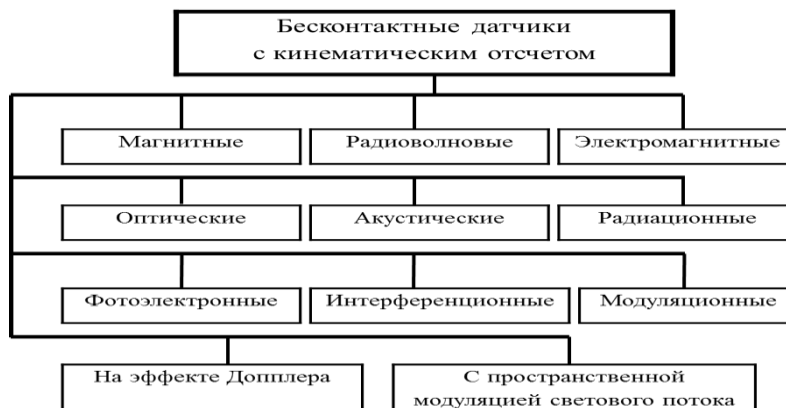 Бесконтактные датчики
с кинематическим отсчетом
Магнитные
Радиоволновые
Электромагнитные
Оптические
Акустические
Радиационные
Фотоэлектронные
Интерференционные
Модуляционные
На эффекте Допплера
С пространственной
модуляцией светового потока